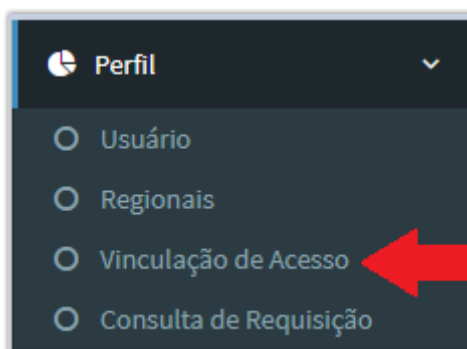 Perfil
Usuário
Regionais
Vinculação de Acesso
Consulta de Requisição